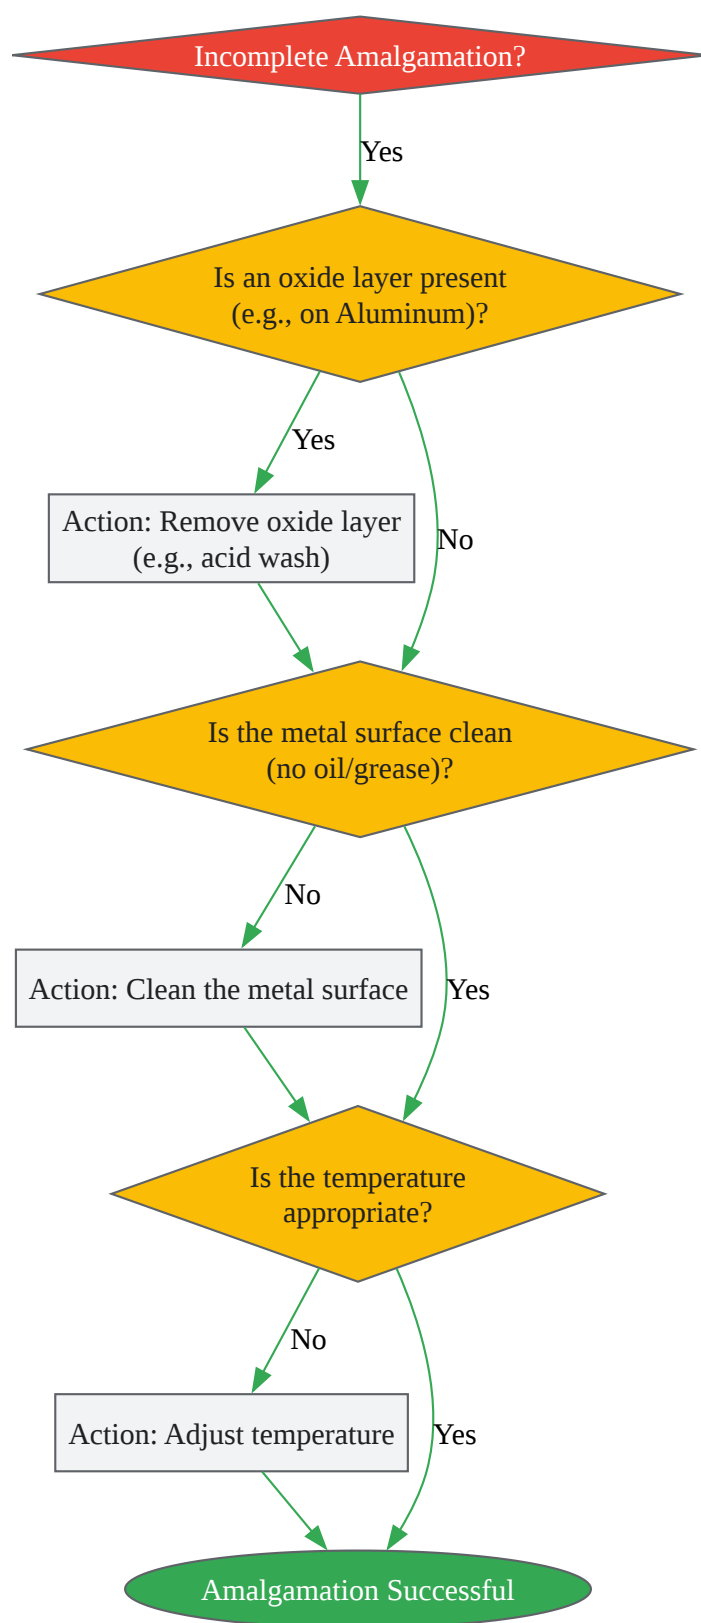 Incomplete Amalgamation?
Yes
Is an oxide layer present
(e.g., on Aluminum)?
Yes
Action: Remove oxide layer
(e.g., acid wash)
No
Is the metal surface clean
(no oil/grease)?
No
Action: Clean the metal surface
Yes
Is the temperature
appropriate?
No
Action: Adjust temperature
Yes
Amalgamation Successful